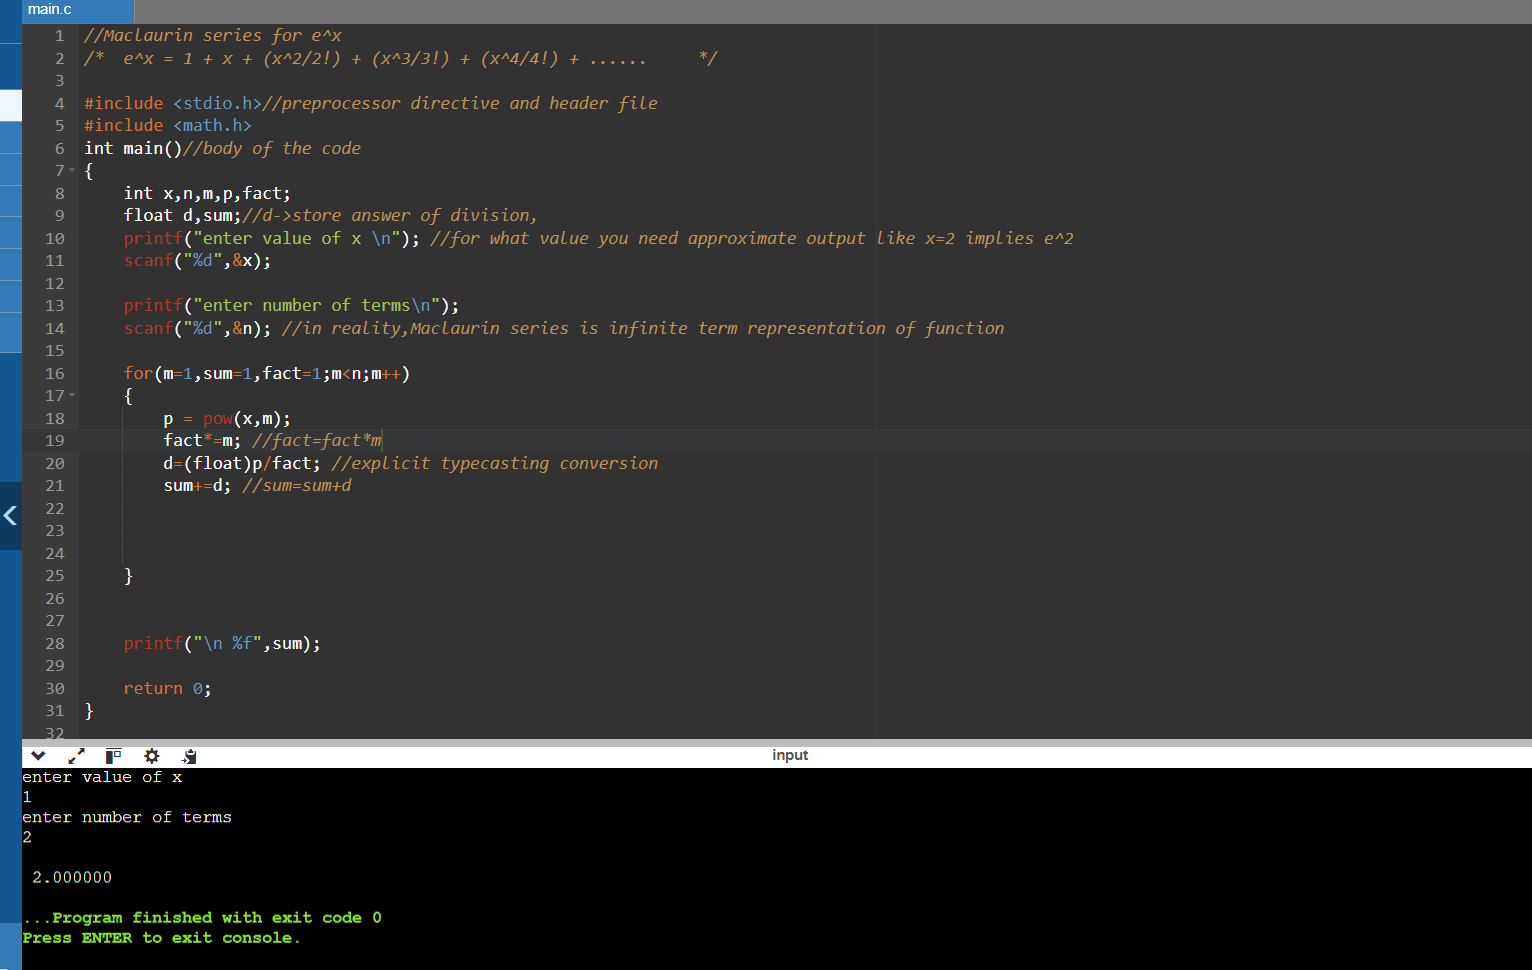 main.c
1 //Maclaurin series for e^x
2 /*  e^x = 1 + x + (x^2/2!) + (x^3/3!) + (x^4/4!) + ......     */
3
4 #include <stdio.h>//preprocessor directive and header file
5 #include <math.h>
6 int main()//body of the code
7 {
8     int x,n,m,p,fact;
9     float d,sum;//d->store answer of division,
10     printf("enter value of x \n"); //for what value you need approximate output like x=2 implies e^2
11     scanf("%d",&x);
12
13     printf("enter number of terms\n");
14     scanf("%d",&n); //in reality,Maclaurin series is infinite term representation of function
15
16     for(m=1,sum=1,fact=1;m<n;m++)
17     {
18         p = pow(x,m);
19         fact*=m; //fact=fact*m
20         d=(float)p/fact; //explicit typecasting conversion
21         sum+=d; //sum=sum+d
22
23
24
25     }
26
27
28     printf("\n %f",sum);
29
30     return 0;
31 }
32
input
enter value of x
1
enter number of terms
2
2.000000
...Program finished with exit code 0
Press ENTER to exit console.